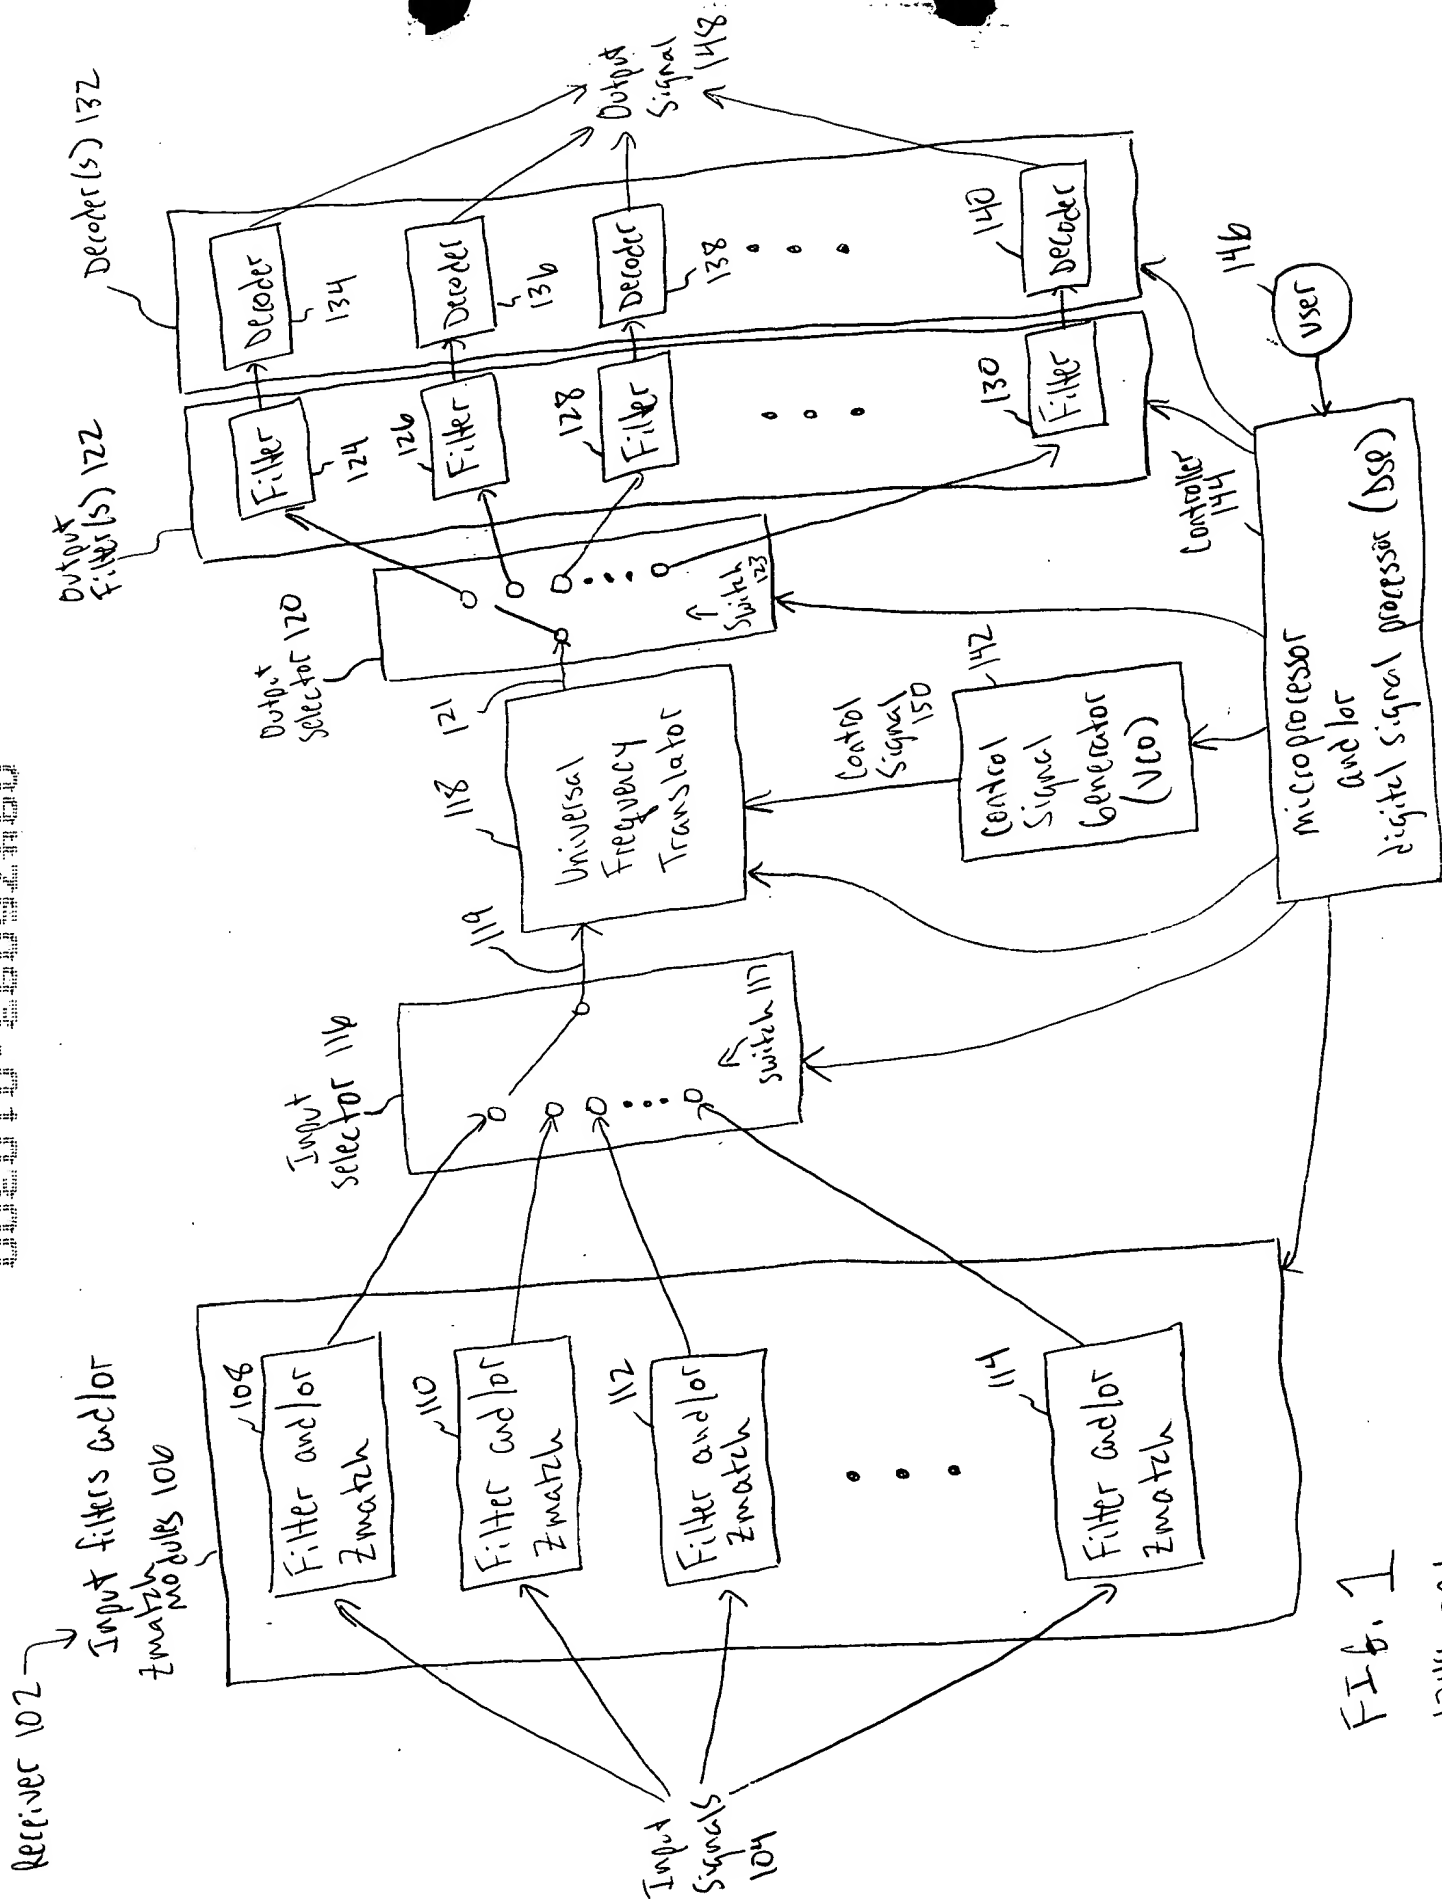 Receiver 102
Input filters and/or
Zmatch
modules 106
108
Filter and/or
Zmatch
110
Filter and/or
Zmatch
112
Filter and/or
Zmatch
114
Filter and/or
Zmatch
Input
Signals
104
Input
selector 116
Switch 117
119
118
Universal
Frequency
Translator
121
Output
Selector 120
Switch
123
Control
Signal
150
142
Control
Signal
Generator
(VCO)
Output
Filter(s) 122
Filter
124
126
Filter
128
Filter
130
Filter
Decoder(s) 132
Decoder
134
Decoder
136
Decoder
138
140
Decoder
Output
Signal
148
Controller
144
microprocessor
and/or
digital signal processor (DSP)
146
User
FIG. 1